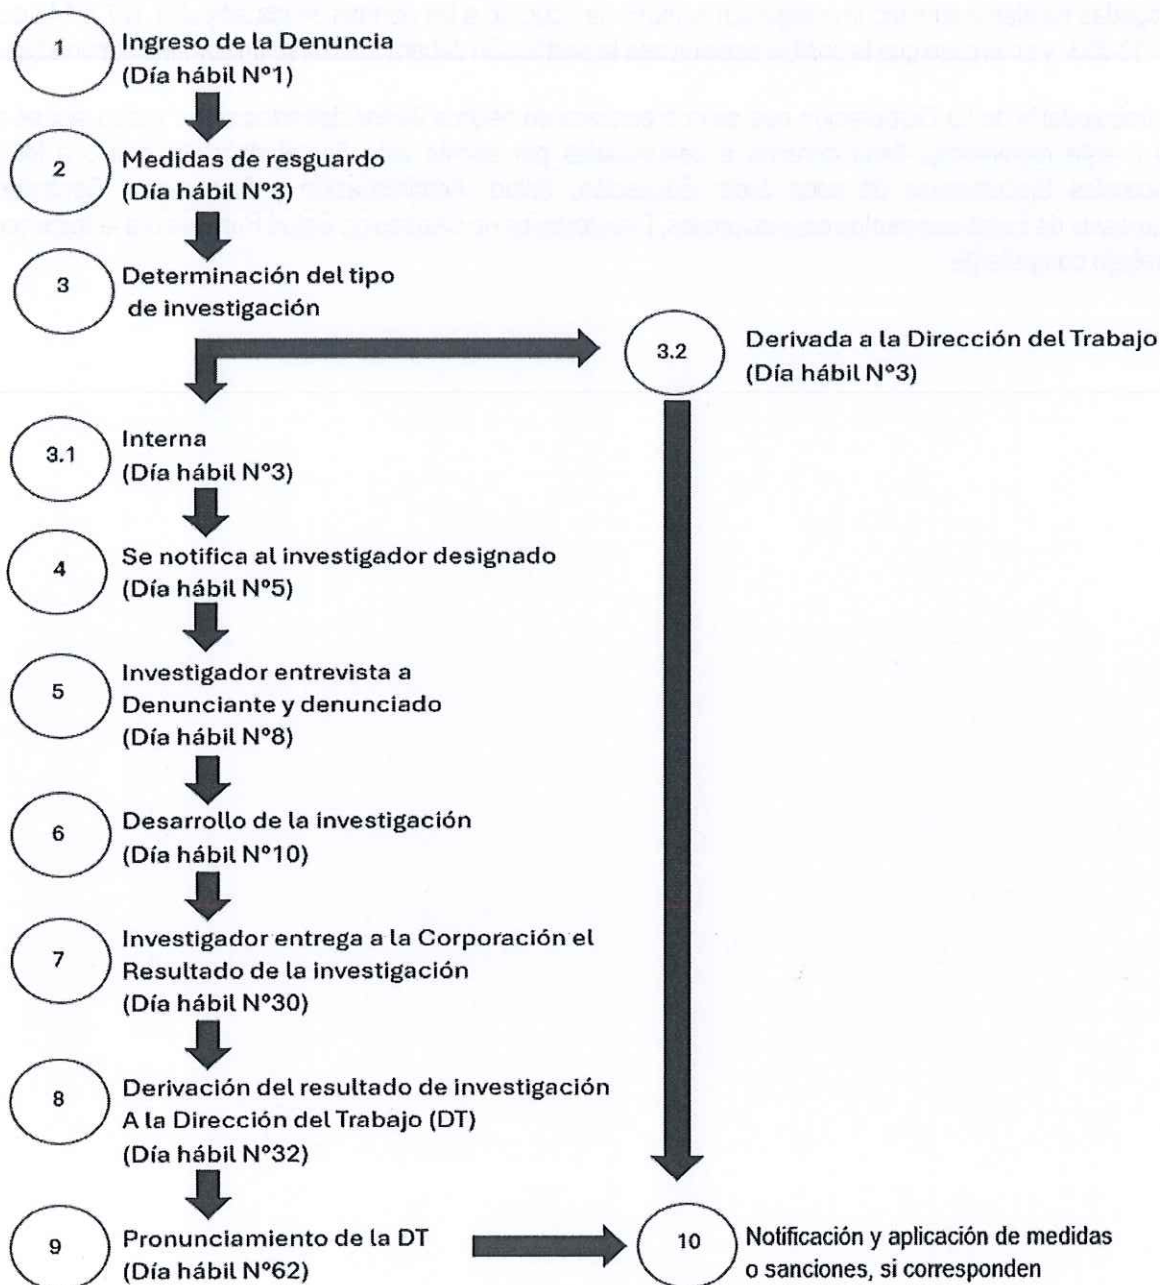 1
Ingreso de la Denuncia
(Día hábil N°1)
2
Medidas de resguardo
(Día hábil N°3)
3
Determinación del tipo
de investigación
3.2
Derivada a la Dirección del Trabajo
(Día hábil N°3)
3.1
Interna
(Día hábil N°3)
4
Se notifica al investigador designado
(Día hábil N°5)
5
Investigador entrevista a
Denunciante y denunciado
(Día hábil N°8)
6
Desarrollo de la investigación
(Día hábil N°10)
7
Investigador entrega a la Corporación el
Resultado de la investigación
(Día hábil N°30)
8
Derivación del resultado de investigación
A la Dirección del Trabajo (DT)
(Día hábil N°32)
9
Pronunciamiento de la DT
(Día hábil N°62)
10
Notificación y aplicación de medidas
o sanciones, si corresponden